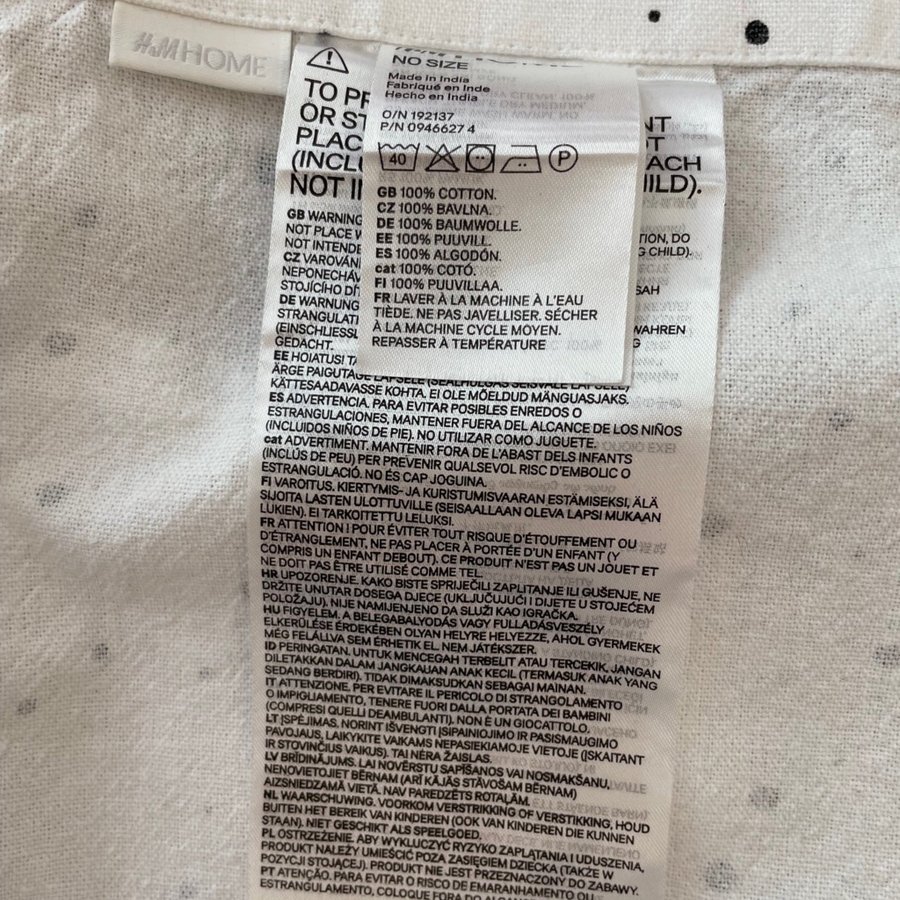 H&M HOME
NO SIZE
Made in India
Fabriqué en Inde
Hecho en India
O/N 192137
P/N 0946627 4
40
P
GB 100% COTTON.
CZ 100% BAVLNA.
DE 100% BAUMWOLLE.
EE 100% PUUVILL.
ES 100% ALGODÓN.
cat 100% COTÓ.
FI 100% PUUVILLAA.
FR LAVER À LA MACHINE À L'EAU
TIÈDE. NE PAS JAVELLISER. SÉCHER
À LA MACHINE CYCLE MOYEN.
REPASSER À TEMPÉRATURE
TO
OR
NOT
GB WARNING
NOT PLACE
NOT INTENDE
CZ VAROVÁN
NEPONECHÁV
STOJÍCÍHO
DE WARNUNG
STRANGULATI
(EINSCHLIESSL
GEDACHT.
DO
CHILD).
WAHREN
EE HOIATUS!
ÄRGE PAIGUTAGE LAPSELE (SEALHULGAS SEISVALE LAPSELE)
KÄTTESAADAVASSE KOHTA. EI OLE MÕELDUD MÄNGUASJAKS.
ES ADVERTENCIA. PARA EVITAR POSIBLES ENREDOS O
ESTRANGULACIONES, MANTENER FUERA DEL ALCANCE DE LOS NIÑOS
(INCLUIDOS NIÑOS DE PIE). NO UTILIZAR COMO JUGUETE.
cat ADVERTIMENT. MANTENIR FORA DE L'ABAST DELS INFANTS
(INCLÚS DE PEU) PER PREVENIR QUALSEVOL RISC D'EMBOLIC O
ESTRANGULACIÓ. NO ÉS CAP JOGUINA.
FI VAROITUS. KIERTYMIS- JA KURISTUMISVAARAN ESTÄMISEKSI, ÄLÄ
SIJOITA LASTEN ULOTTUVILLE (SEISAALLAAN OLEVA LAPSI MUKAAN
LUKIEN). EI TARKOITETTU LELUKSI.
FR ATTENTION ! POUR ÉVITER TOUT RISQUE D'ÉTOUFFEMENT OU
D'ÉTRANGLEMENT, NE PAS PLACER À PORTÉE D'UN ENFANT (Y
COMPRIS UN ENFANT DEBOUT). CE PRODUIT N'EST PAS UN JOUET ET
NE DOIT PAS ÊTRE UTILISÉ COMME TEL.
HR UPOZORENJE. KAKO BISTE SPRIJEČILI ZAPLITANJE ILI GUŠENJE, NE
DRŽITE UNUTAR DOSEGA DJECE (UKLJUČUJUĆI I DIJETE U STOJEĆEM
POLOŽAJU). NIJE NAMIJENJENO DA SLUŽI KAO IGRAČKA.
HU FIGYELEM. A BELEGABALYODÁS VAGY FULLADÁSVESZÉLY
ELKERÜLÉSE ÉRDEKÉBEN OLYAN HELYRE HELYEZZE, AHOL GYERMEKEK
MÉG FELÁLLVA SEM ÉRHETIK EL. NEM JÁTÉKSZER.
ID PERINGATAN. UNTUK MENCEGAH TERBELIT ATAU TERCEKIK, JANGAN
DILETAKKAN DALAM JANGKAUAN ANAK KECIL (TERMASUK ANAK YANG
SEDANG BERDIRI). TIDAK DIMAKSUDKAN SEBAGAI MAINAN.
IT ATTENZIONE. PER EVITARE IL PERICOLO DI STRANGOLAMENTO
O IMPIGLIAMENTO, TENERE FUORI DALLA PORTATA DEI BAMBINI
(COMPRESI QUELLI DEAMBULANTI). NON È UN GIOCATTOLO.
LT ĮSPĖJIMAS. NORINT IŠVENGTI ĮSIPAINIOJIMO IR PASISMAUGIMO
PAVOJAUS, LAIKYKITE VAIKAMS NEPASIEKIAMOJE VIETOJE (ĮSKAITANT
IR STOVINČIUS VAIKUS). TAI NĖRA ŽAISLAS.
LV BRĪDINĀJUMS. LAI NOVĒRSTU SAPĪŠANOS VAI NOSMAKŠANU,
NENOVIETOJIET BĒRNAM (ARĪ KĀJĀS STĀVOŠAM BĒRNAM)
AIZSNIEDZAMĀ VIETĀ. NAV PAREDZĒTS ROTAĻĀM.
NL WAARSCHUWING. VOORKOM VERSTRIKKING OF VERSTIKKING, HOUD
BUITEN HET BEREIK VAN KINDEREN (OOK VAN KINDEREN DIE KUNNEN
STAAN). NIET GESCHIKT ALS SPEELGOED.
PL OSTRZEŻENIE. ABY WYKLUCZYĆ RYZYKO ZAPLĄTANIA I UDUSZENIA,
PRODUKT NALEŻY UMIEŚCIĆ POZA ZASIĘGIEM DZIECKA (TAKŻE W
POZYCJI STOJĄCEJ). PRODUKT NIE JEST PRZEZNACZONY DO ZABAWY.
PT ATENÇÃO. PARA EVITAR O RISCO DE EMARANHAMENTO OU
ESTRANGULAMENTO, COLOQUE FORA DO